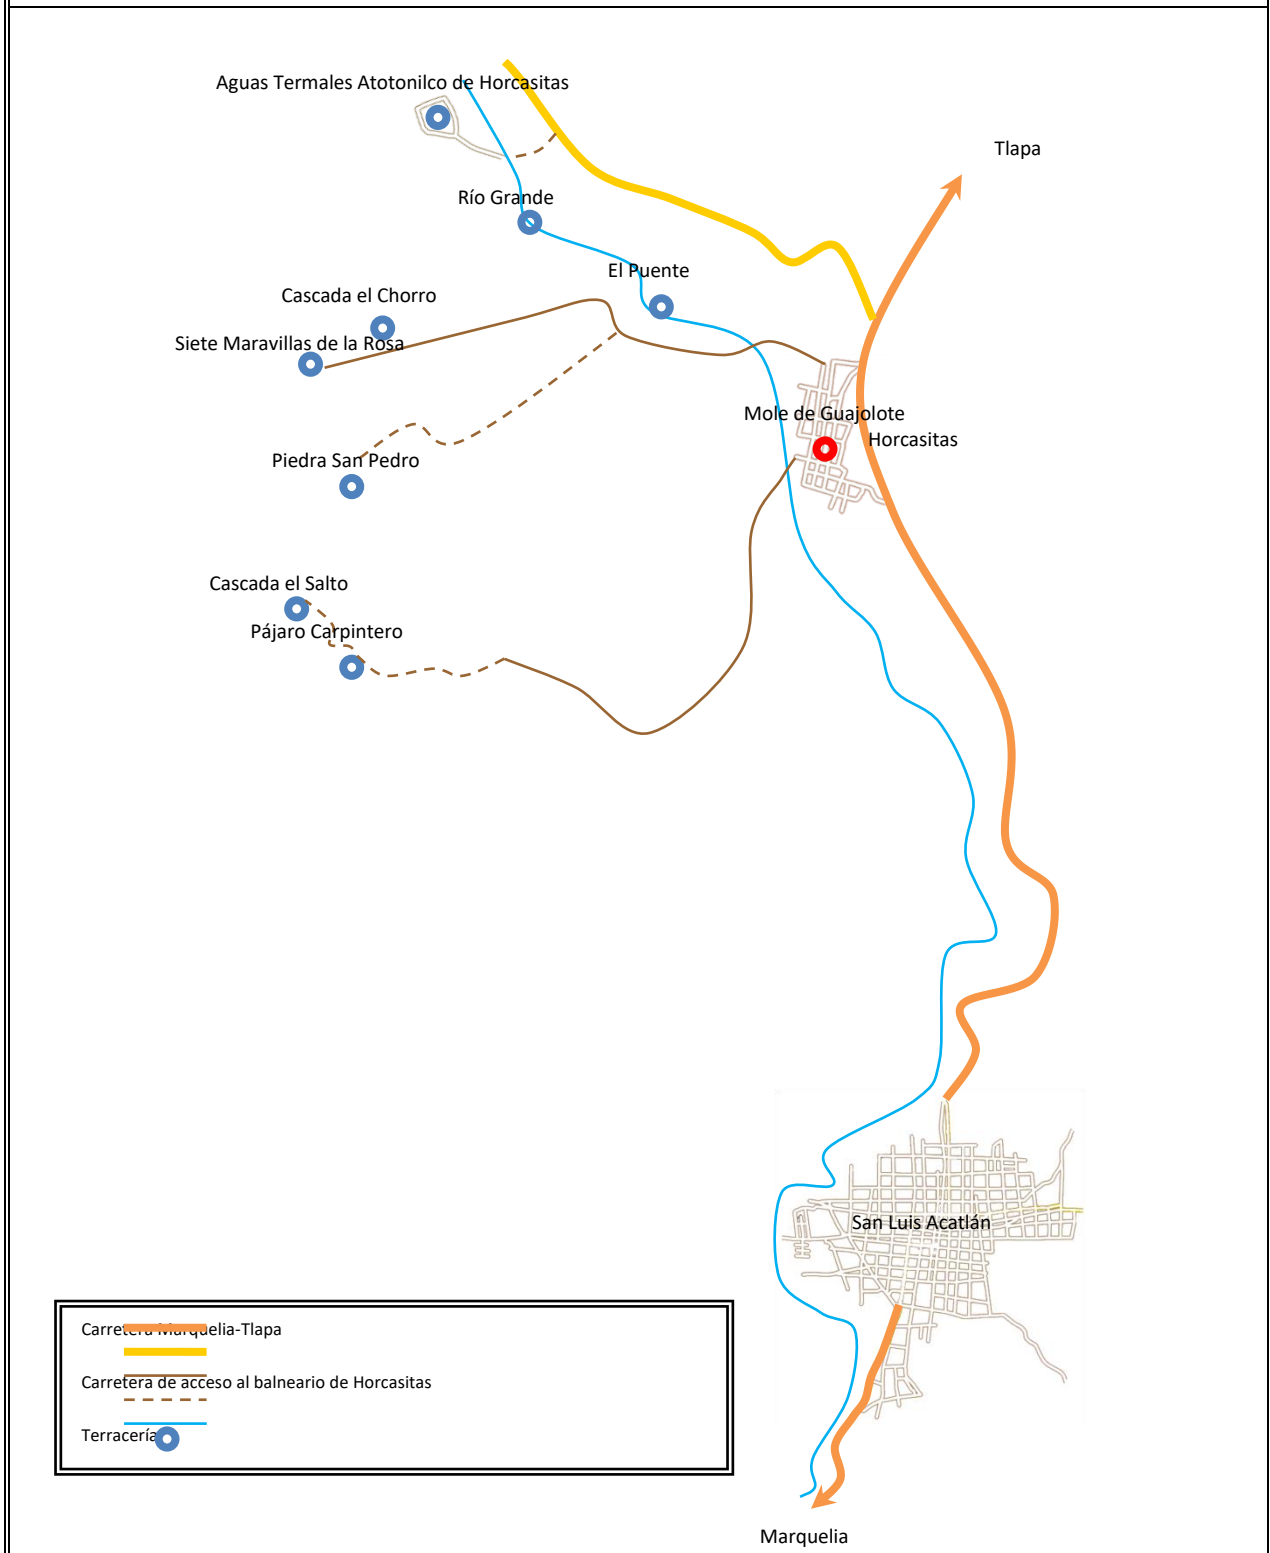 Aguas Termales Atotonilco de Horcasitas
Tlapa
Río Grande
El Puente
Cascada el Chorro
Siete Maravillas de la Rosa
Mole de Guajolote
Horcasitas
Piedra San Pedro
Cascada el Salto
Pájaro Carpintero
San Luis Acatlán
Carretera Marquelia-Tlapa
Carretera de acceso al balneario de Horcasitas
Terracería
Marquelia